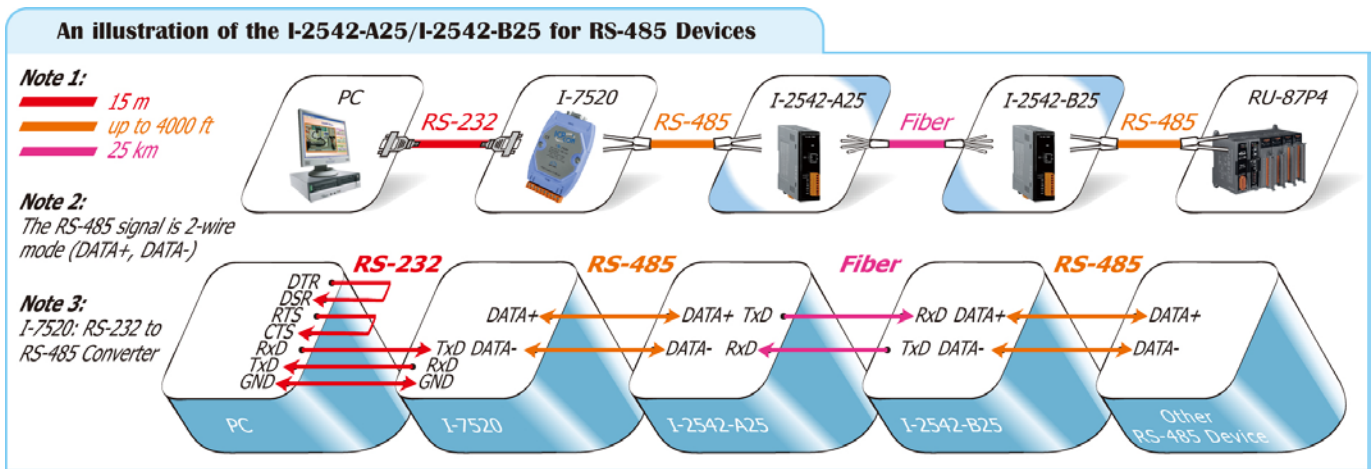 An illustration of the I-2542-A25/I-2542-B25 for RS-485 Devices
Note 1:
15 m
up to 4000 ft
25 km
Note 2:
The RS-485 signal is 2-wire
mode (DATA+, DATA-)
Note 3:
I-7520: RS-232 to
RS-485 Converter
PC
RS-232
I-7520
RS-485
I-2542-A25
Fiber
I-2542-B25
RS-485
RU-87P4
RS-232
RS-485
Fiber
RS-485
DTR
DSR
RTS
CTS
RxD
TxD
GND
TxD
RxD
GND
DATA+
DATA-
DATA+
DATA-
TxD
RxD
RxD
TxD
DATA+
DATA-
DATA+
DATA-
PC
I-7520
I-2542-A25
I-2542-B25
Other
RS-485 Device